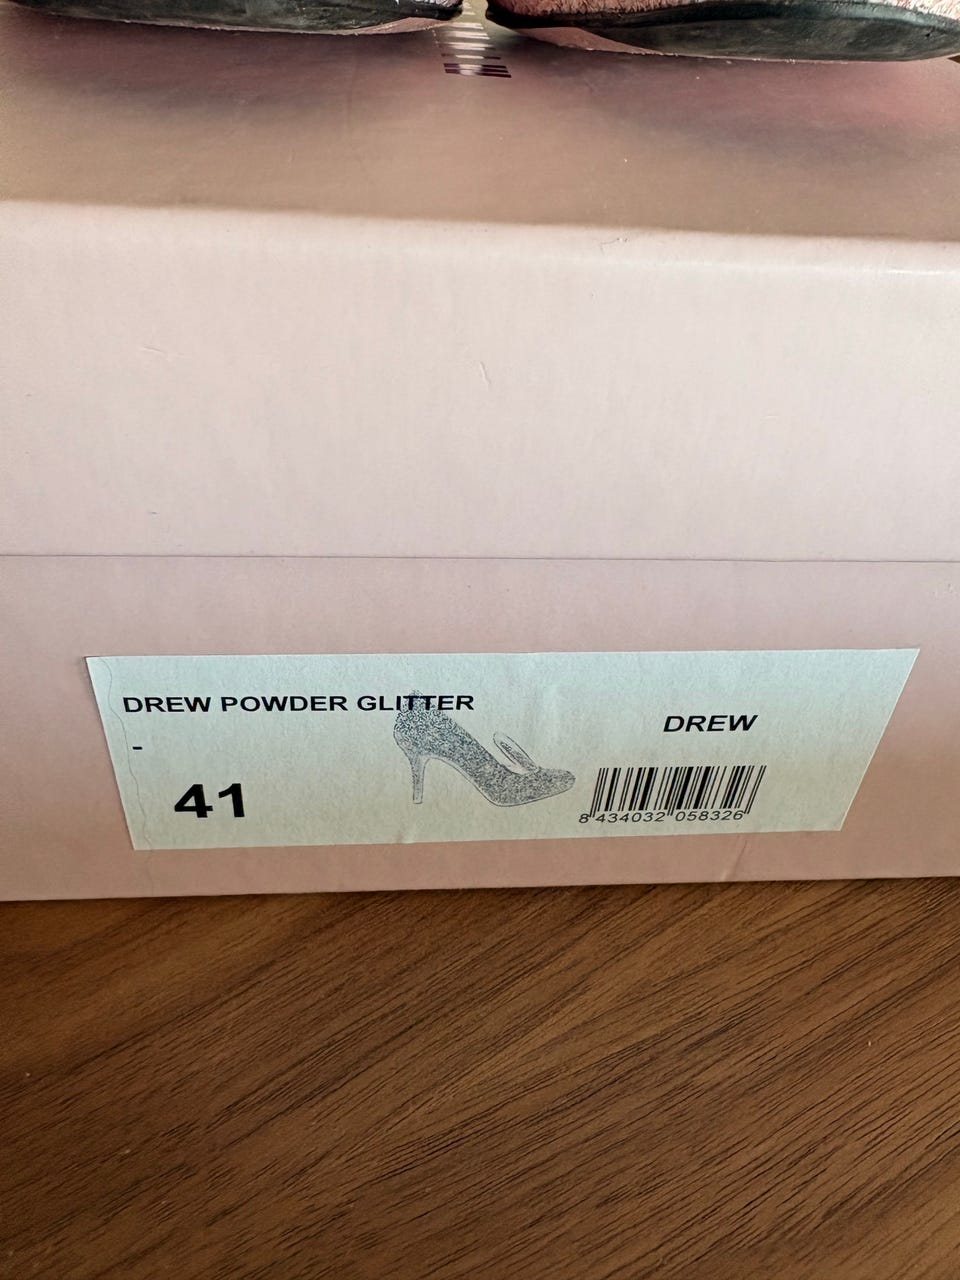 DREW POWDER GLITTER
DREW
-
41
8 434032 058326